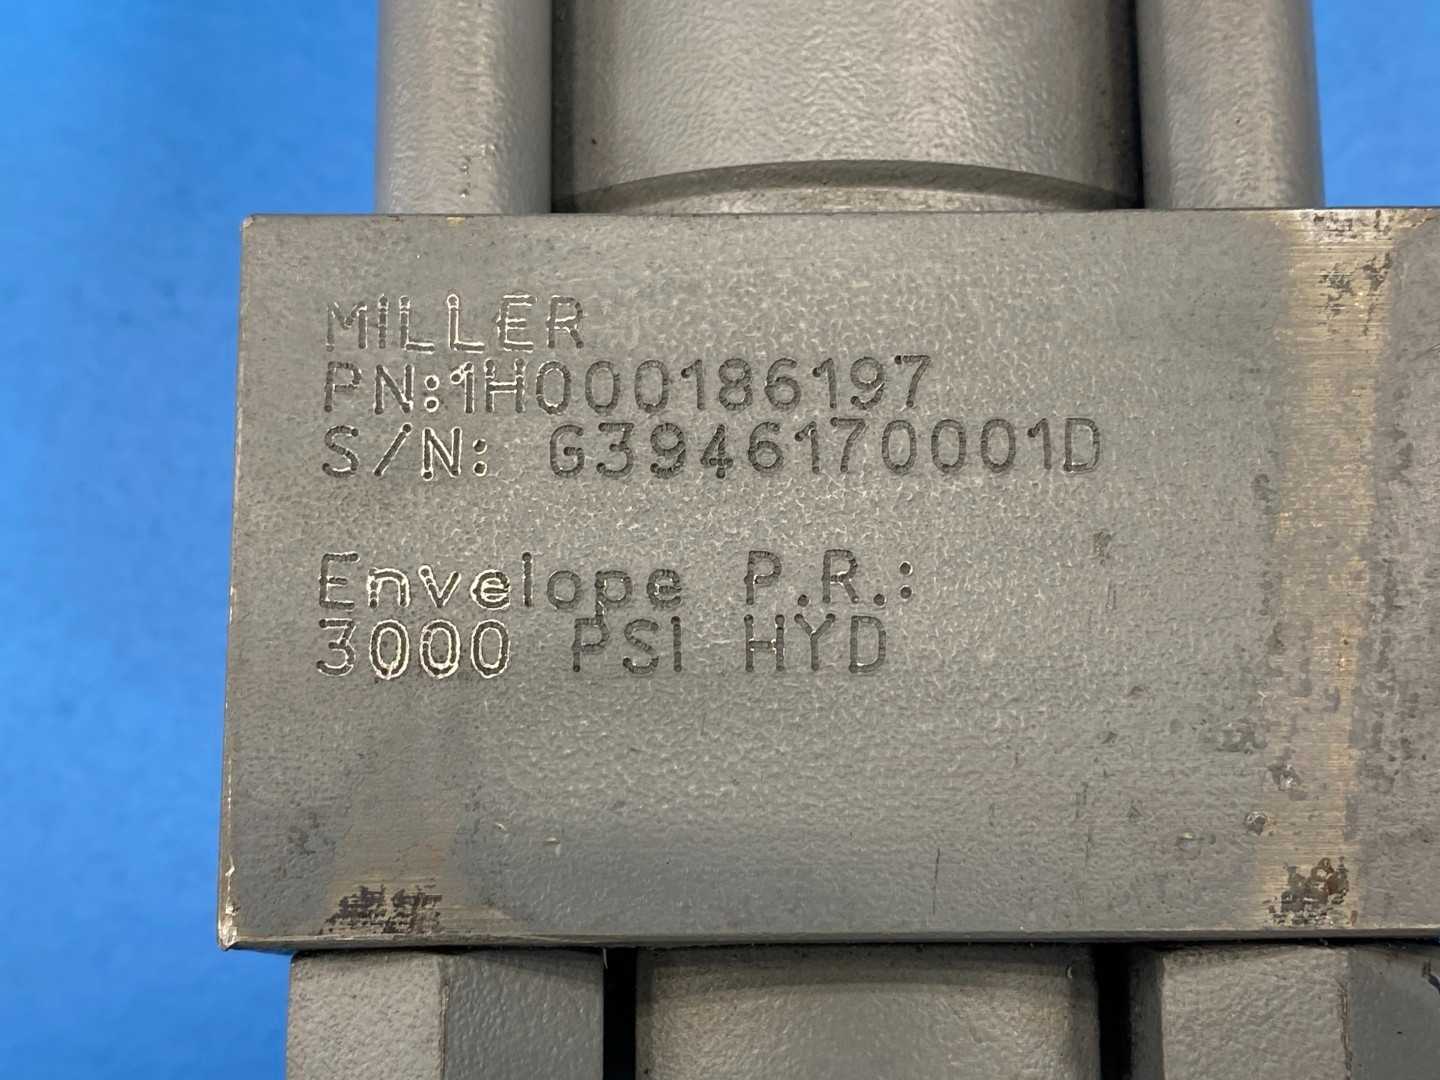 MILLER
PN:1H000186197
S/N: G3946170001D
Envelope P.R.:
3000 PSI HYD